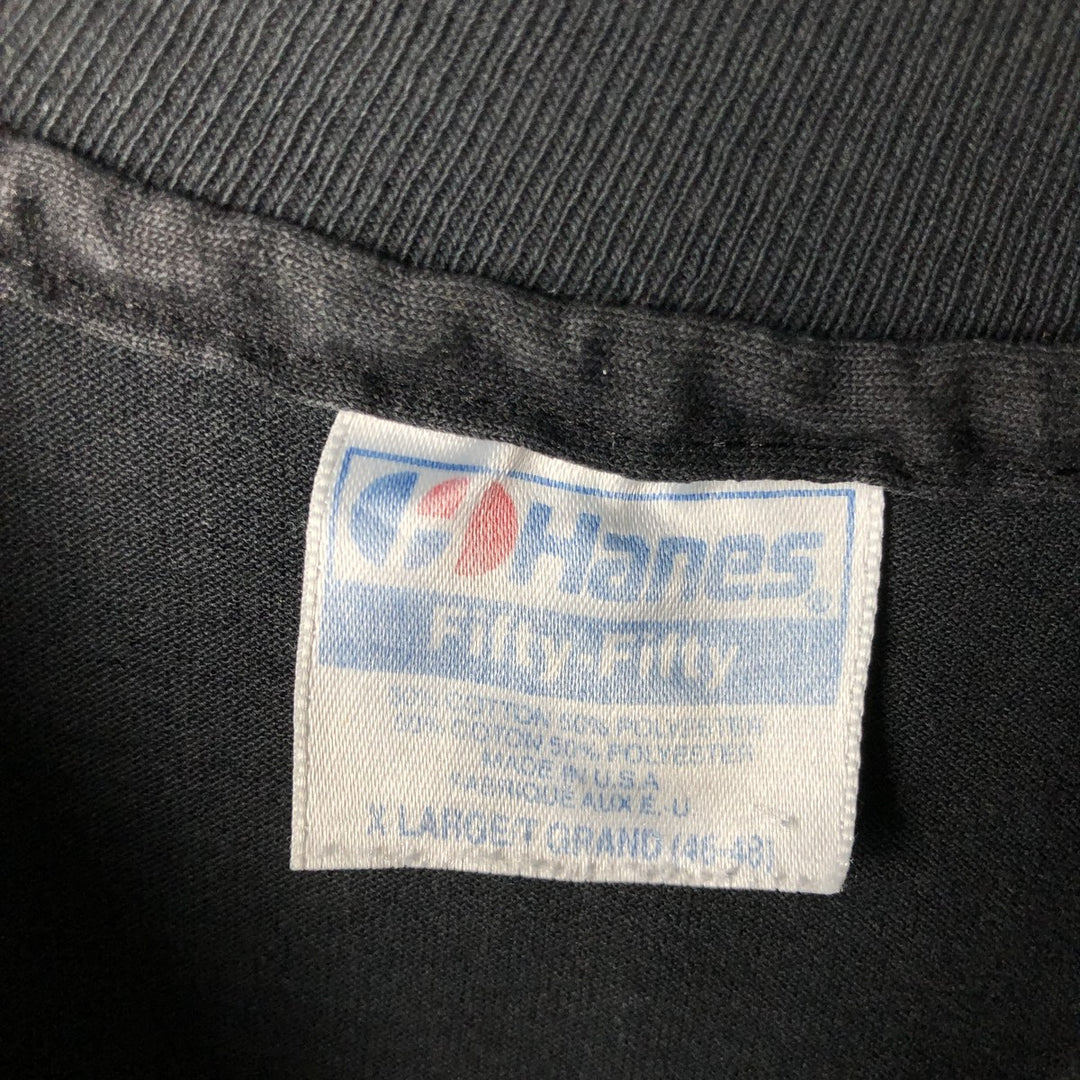 Hanes®
Fifty-Fifty
50% COTTON 50% POLYESTER
50% COTON 50% POLYESTER
MADE IN U.S.A
FABRIQUE AUX E.-U
X LARGE/T GRAND (46-48)